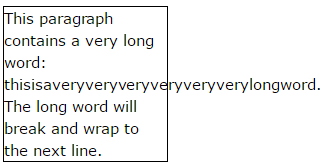 This paragraph
contains a very long
word:
thisisaveryveryveryveryveryverylongword.
The long word will
break and wrap to
the next line.